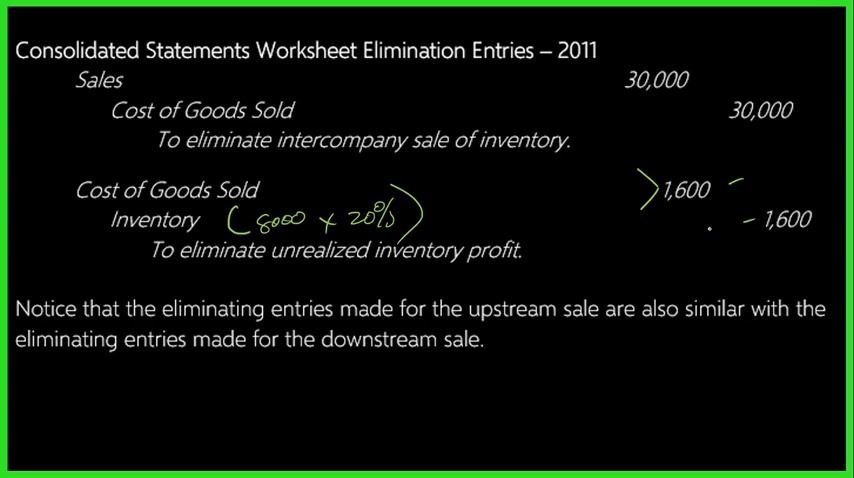 Consolidated Statements Worksheet Elimination Entries – 2011
Sales 30,000
Cost of Goods Sold 30,000
To eliminate intercompany sale of inventory.
Cost of Goods Sold 1,600
Inventory (8000 x 20%) 1,600
To eliminate unrealized inventory profit.
Notice that the eliminating entries made for the upstream sale are also similar with the
eliminating entries made for the downstream sale.